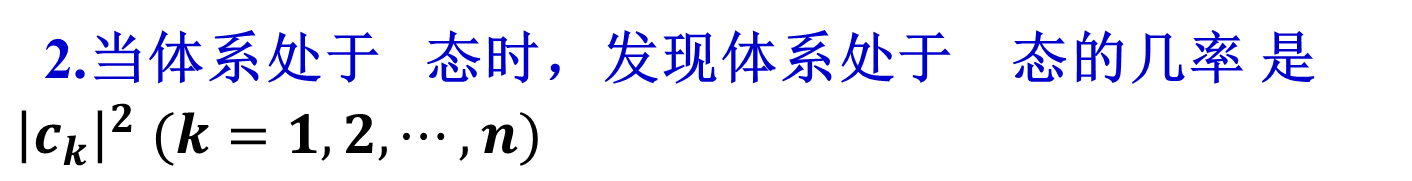 2.当体系处于 态时，发现体系处于 态的几率 是
|c_k|^2 (k = 1, 2, ⋯ , n)